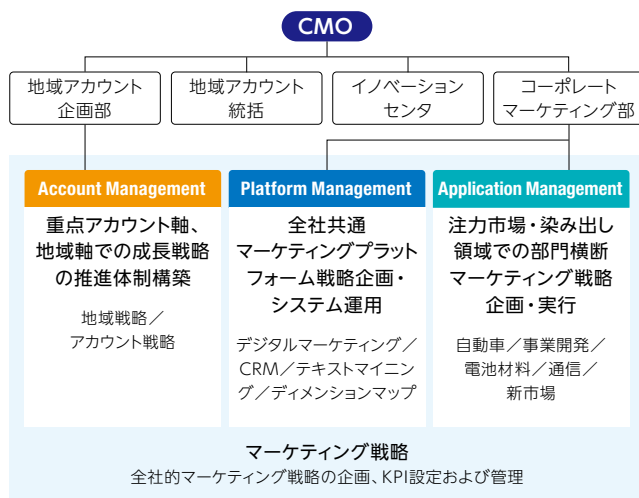 CMO
地域アカウント
企画部
地域アカウント
統括
イノベーション
センタ
コーポレート
マーケティング部
Account Management
重点アカウント軸、
地域軸での成長戦略
の推進体制構築
地域戦略／
アカウント戦略
Platform Management
全社共通
マーケティングプラット
フォーム戦略企画・
システム運用
デジタルマーケティング／
CRM／テキストマイニン
グ／ディメンションマップ
Application Management
注力市場・染み出し
領域での部門横断
マーケティング戦略
企画・実行
自動車／事業開発／
電池材料／通信／
新市場
マーケティング戦略
全社的マーケティング戦略の企画、KPI設定および管理